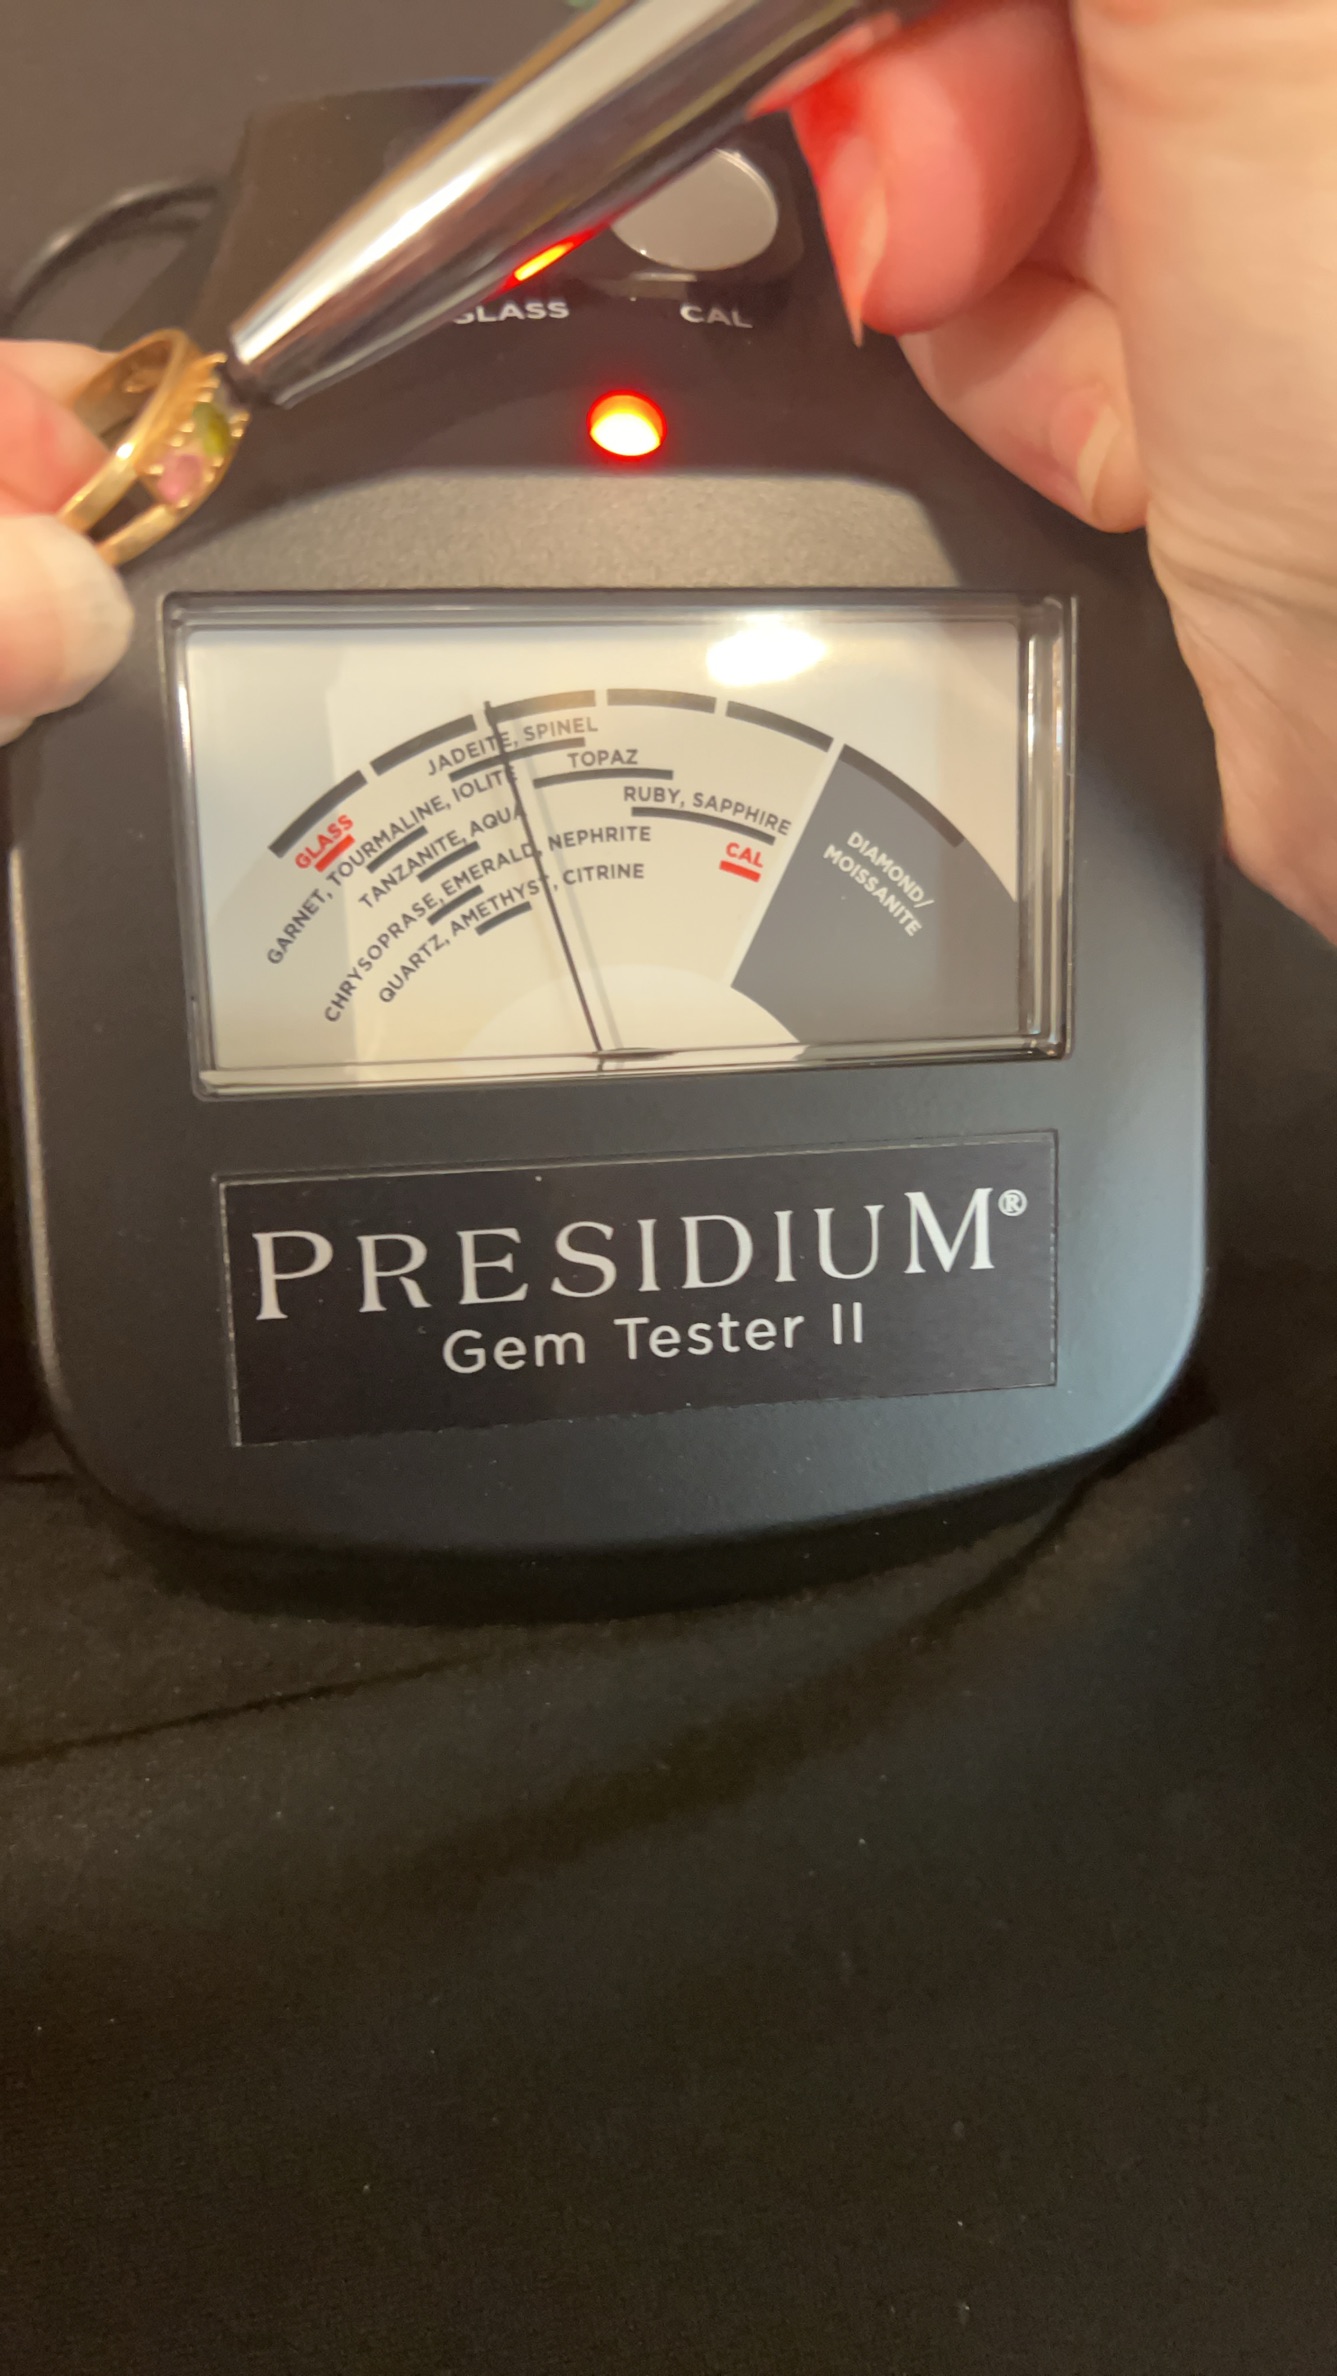 GLASS CAL
JADEITE, SPINEL
TOPAZ
RUBY, SAPPHIRE
GLASS
GARNET, TOURMALINE, IOLITE
TANZANITE, AQUA
CHRYSOPRASE, EMERALD, NEPHRITE
QUARTZ, AMETHYST, CITRINE
CAL
DIAMOND/
MOISSANITE
PRESIDIUM®
Gem Tester II